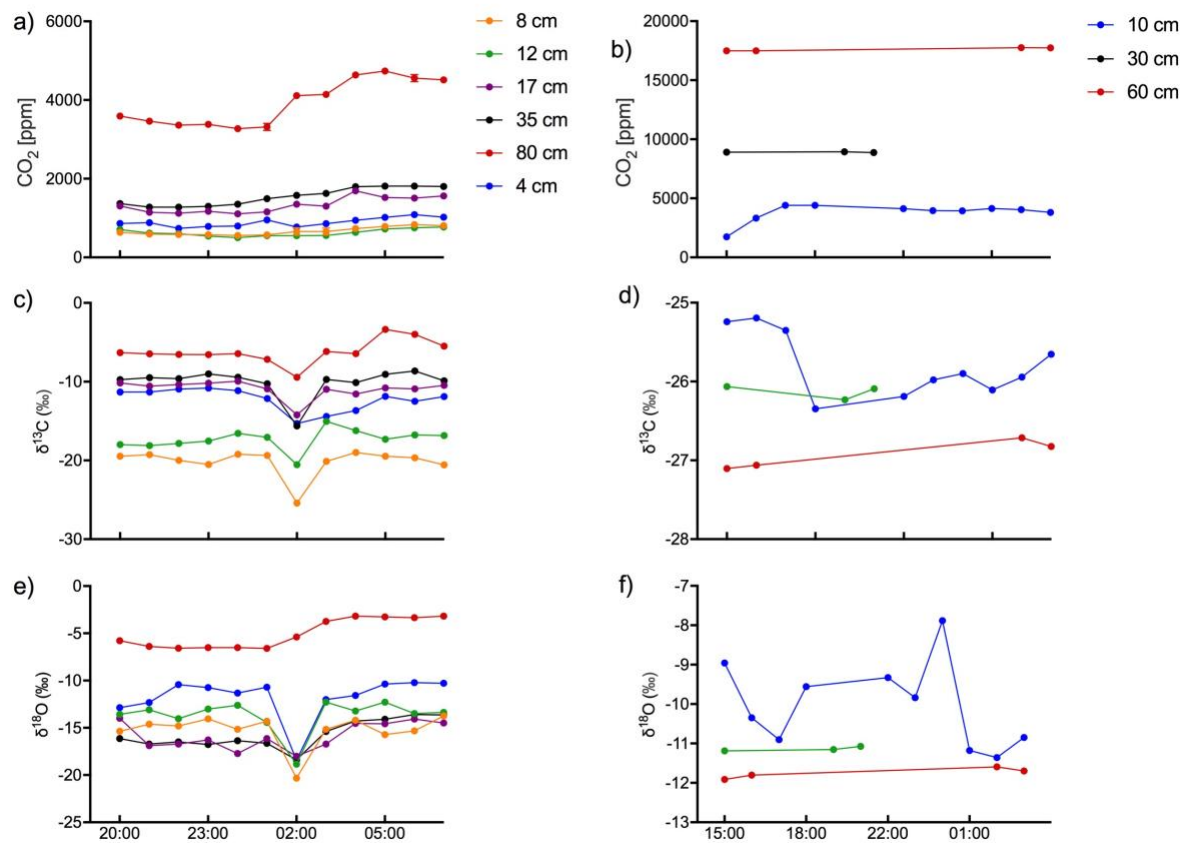 a)
6000
4000
2000
0
CO2 [ppm]
8 cm
12 cm
17 cm
35 cm
80 cm
4 cm
b)
20000
15000
10000
5000
0
CO2 [ppm]
10 cm
30 cm
60 cm
c)
0
-10
-20
-30
δ13C (‰)
d)
-25
-26
-27
-28
δ13C (‰)
e)
0
-5
-10
-15
-20
-25
δ18O (‰)
20:00 23:00 02:00 05:00
f)
-7
-8
-9
-10
-11
-12
-13
δ18O (‰)
15:00 18:00 22:00 01:00